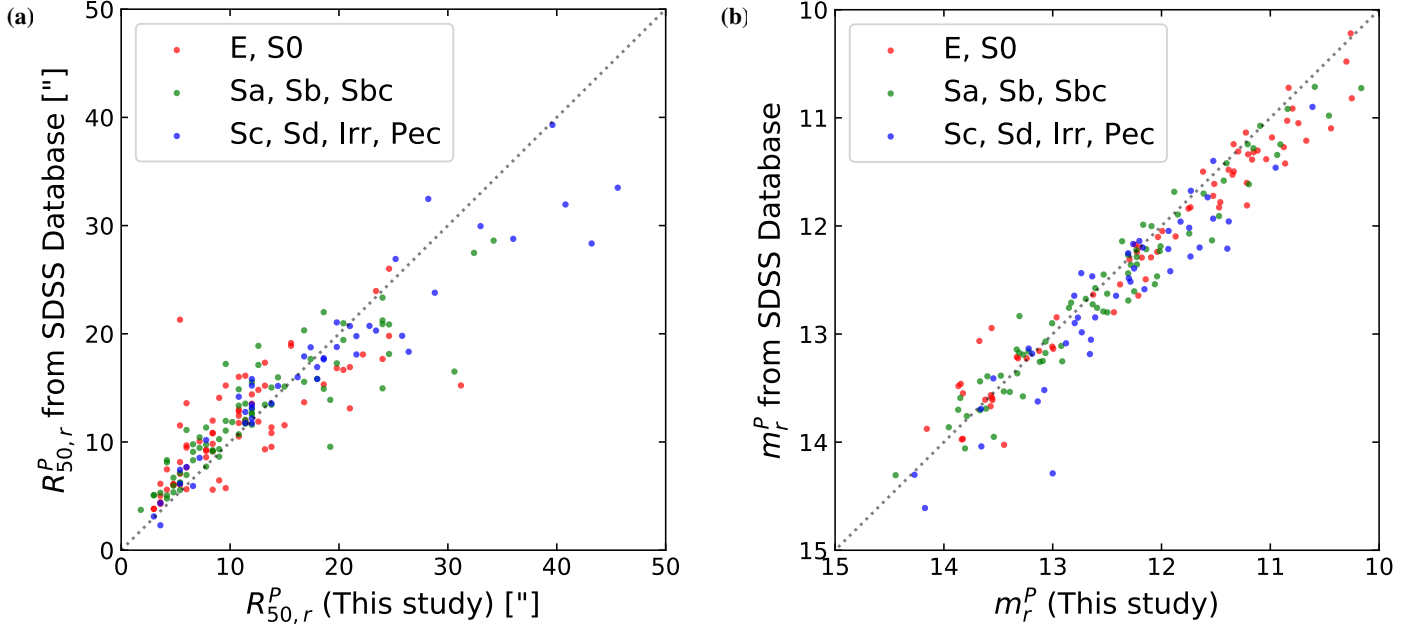 (a)
50
40
30
20
10
0
R^P_{50,r} from SDSS Database ["]
E, S0
Sa, Sb, Sbc
Sc, Sd, Irr, Pec
0 10 20 30 40 50
R^P_{50,r} (This study) ["]
(b)
10
11
12
13
14
15
m^P_r from SDSS Database
E, S0
Sa, Sb, Sbc
Sc, Sd, Irr, Pec
15 14 13 12 11 10
m^P_r (This study)